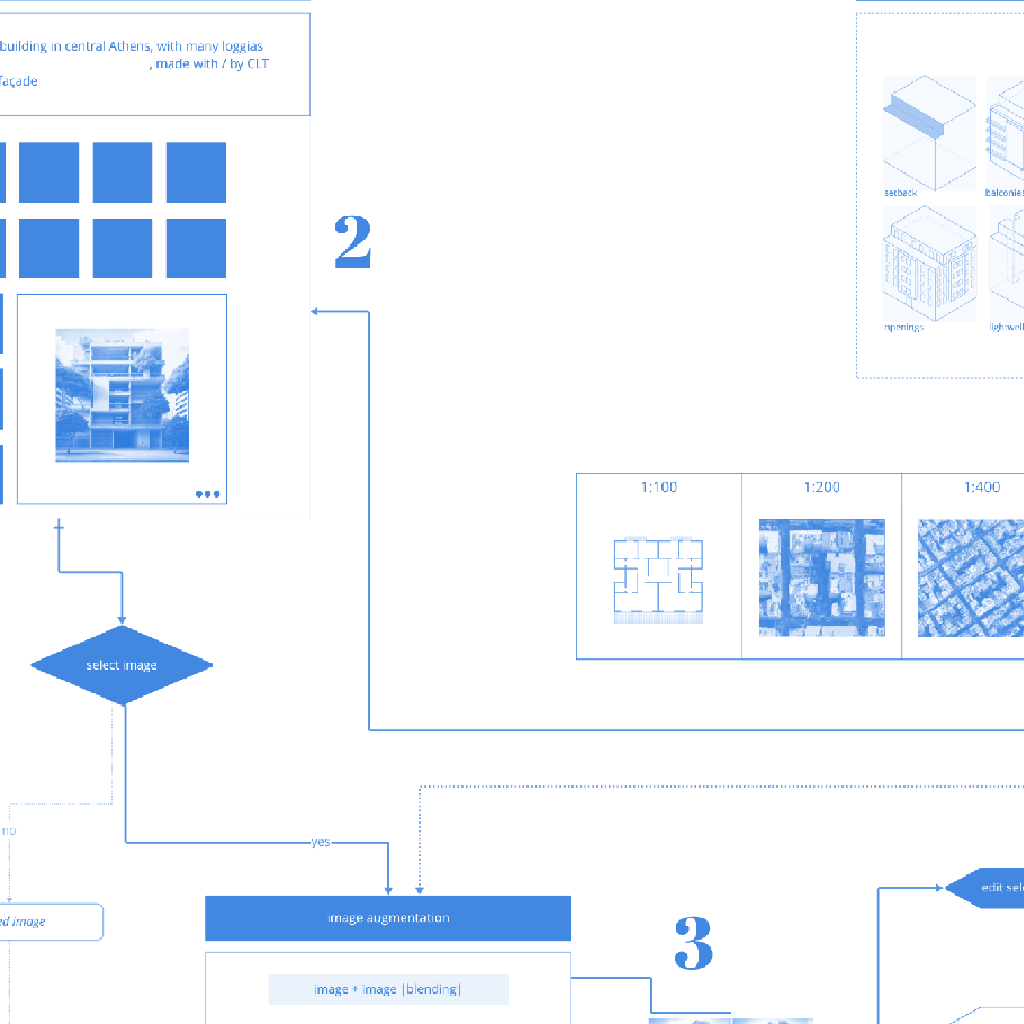 building in central Athens, with many loggias
, made with / by CLT
façade
2
setback
balconies
openings
lightwell
1:100
1:200
1:400
select image
no
yes
ed image
image augmentation
3
edit sele
image + image |blending|